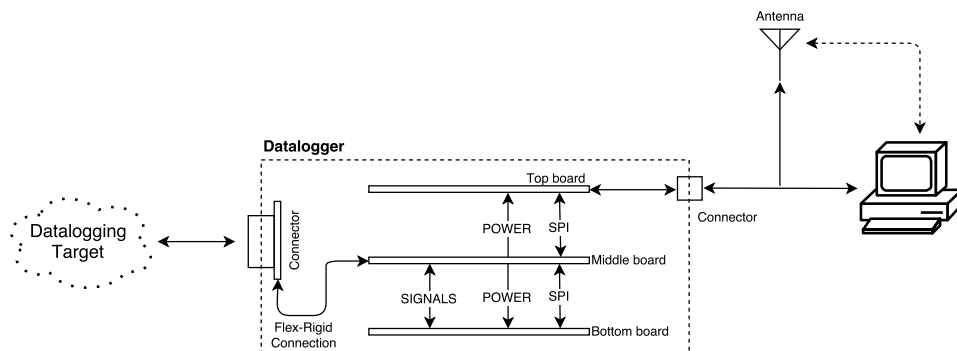 Antenna
Datalogger
Top board
Connector
Datalogging
Target
Connector
POWER
SPI
Middle board
SIGNALS
POWER
SPI
Flex-Rigid
Connection
Bottom board